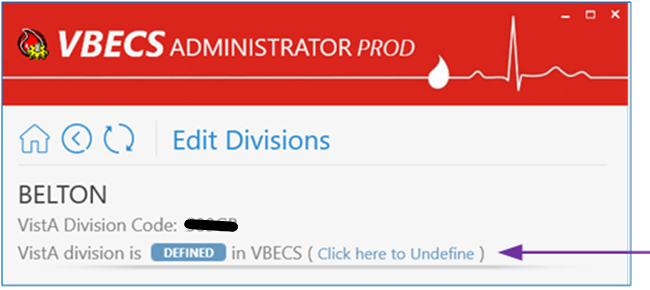 VBECS ADMINISTRATOR PROD
Edit Divisions
BELTON
VistA Division Code:
VistA division is DEFINED in VBECS ( Click here to Undefine )